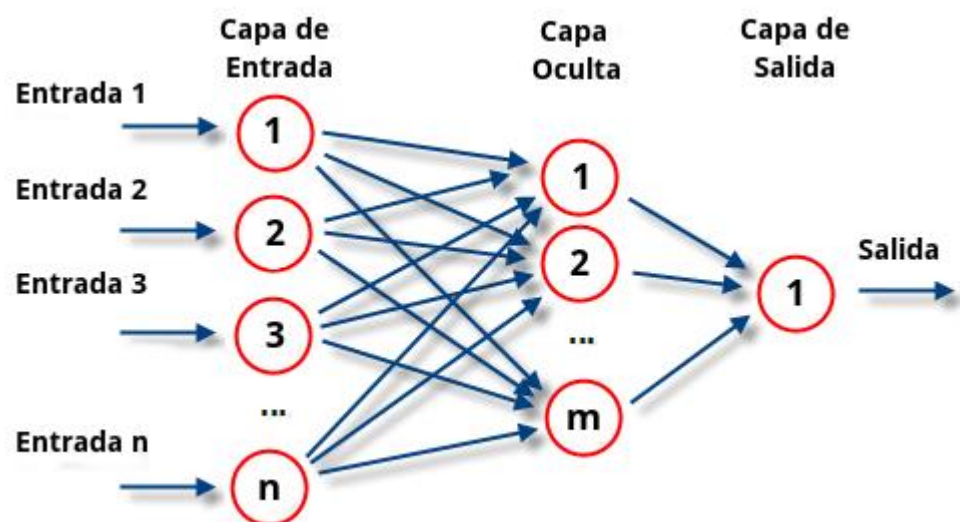 Capa de
Entrada
Capa
Oculta
Capa de
Salida
Entrada 1
1
Entrada 2
2
Entrada 3
3
...
Entrada n
n
1
2
...
m
1
Salida